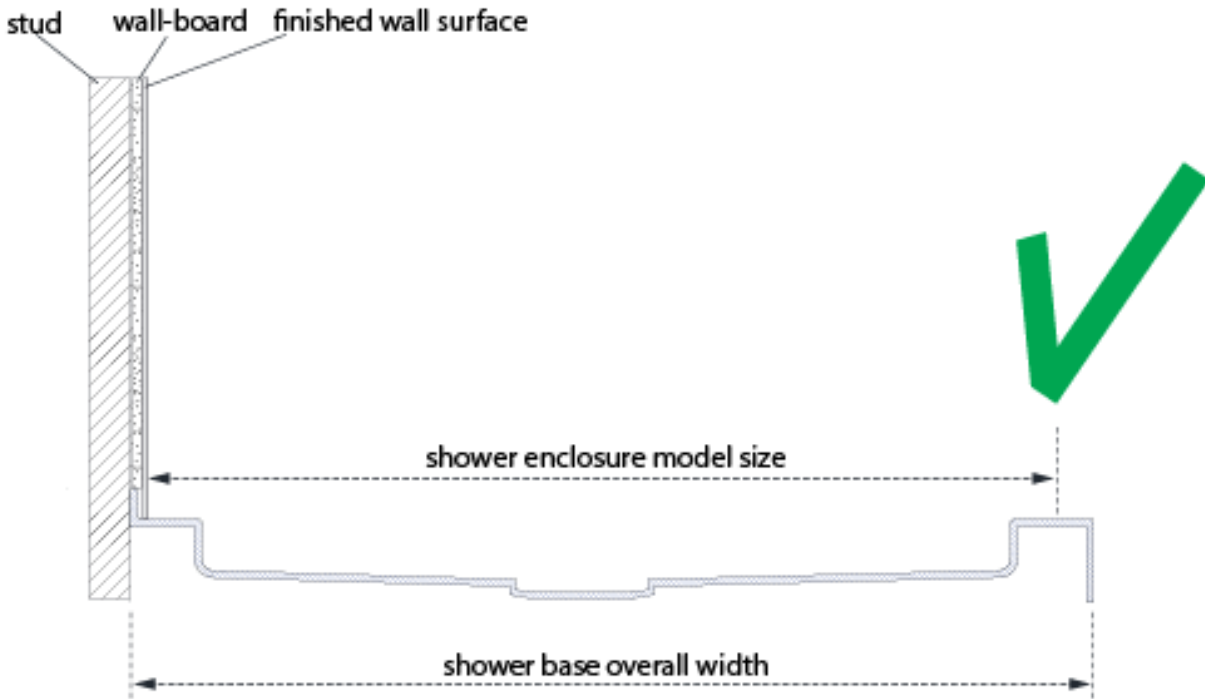 stud
wall-board
finished wall surface
shower enclosure model size
shower base overall width